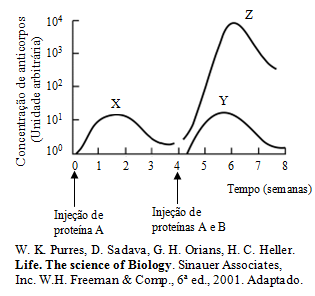 Concentração de anticorpos
(Unidade arbitrária)
10⁴
10³
10²
10¹
10⁰
X
Z
Y
0 1 2 3 4 5 6 7 8
Tempo (semanas)
Injeção de
proteína A
Injeção de
proteínas A e B
W. K. Purres, D. Sadava, G. H. Orians, H. C. Heller.
Life. The science of Biology. Sinauer Associates,
Inc. W.H. Freeman & Comp., 6ª ed., 2001. Adaptado.